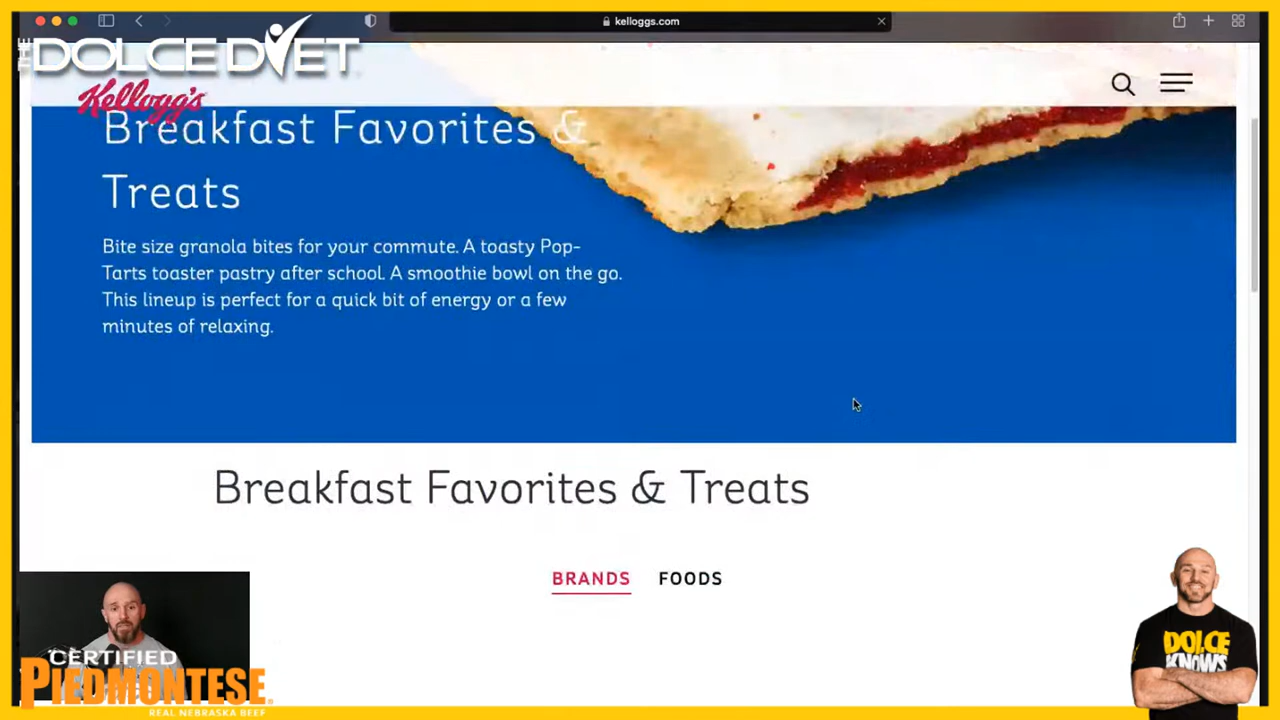 kelloggs.com
THE
DOLCE DIET
Kellogg's
Breakfast Favorites &
Treats
Bite size granola bites for your commute. A toasty Pop-
Tarts toaster pastry after school. A smoothie bowl on the go.
This lineup is perfect for a quick bit of energy or a few
minutes of relaxing.
Breakfast Favorites & Treats
BRANDS FOODS
CERTIFIED
PIEDMONTESE
REAL NEBRASKA BEEF
DOLCE
KNOWS